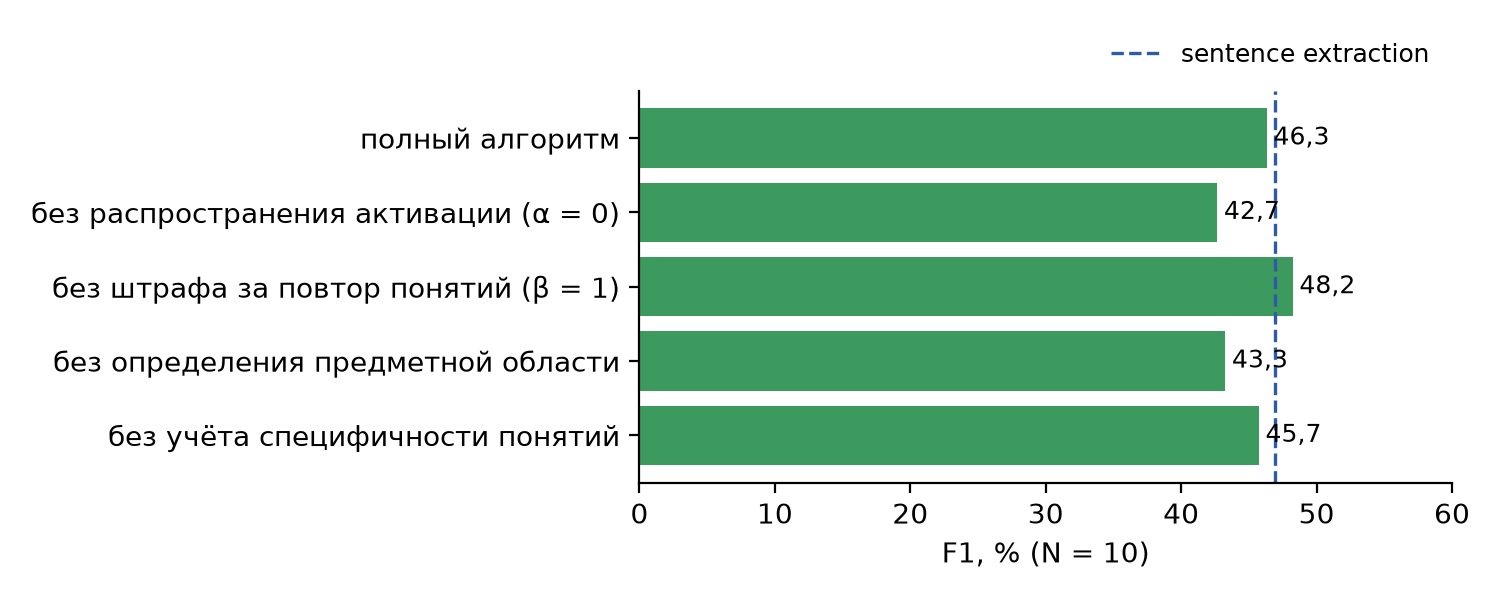 sentence extraction
полный алгоритм 46,3
без распространения активации (α = 0) 42,7
без штрафа за повтор понятий (β = 1) 48,2
без определения предметной области 43,3
без учёта специфичности понятий 45,7
0 10 20 30 40 50 60
F1, % (N = 10)